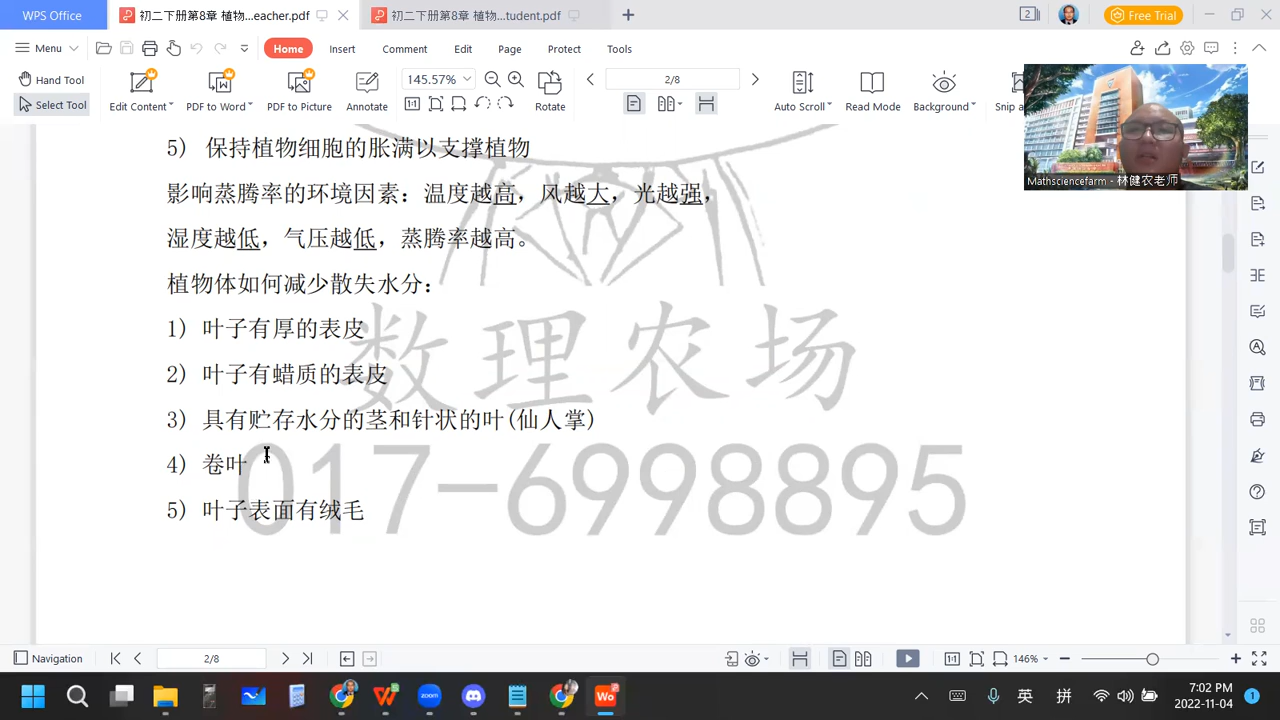 WPS Office
初二下册第8章 植物...eacher.pdf
初二下册第8章 植物...tudent.pdf
2
Free Trial
Menu
Home
Insert
Comment
Edit
Page
Protect
Tools
Hand Tool
Select Tool
Edit Content
PDF to Word
PDF to Picture
Annotate
145.57%
Rotate
2/8
Auto Scroll
Read Mode
Background
Snip a
Mathsciencefarm - 林健农老师
5) 保持植物细胞的胀满以支撑植物
影响蒸腾率的环境因素：温度越高，风越大，光越强，
湿度越低，气压越低，蒸腾率越高。
植物体如何减少散失水分：
1) 叶子有厚的表皮
2) 叶子有蜡质的表皮
3) 具有贮存水分的茎和针状的叶(仙人掌)
4) 卷叶
5) 叶子表面有绒毛
数理农场
017-6998895
Navigation
2/8
146%
英
拼
7:02 PM
2022-11-04
1